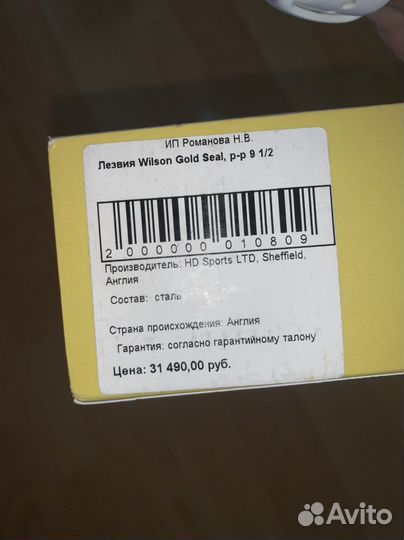 ИП Романова Н.В.
Лезвия Wilson Gold Seal, р-р 9 1/2
2 000000 010809
Производитель: HD Sports LTD, Sheffield,
Англия
Состав: сталь
Страна происхождения: Англия
Гарантия: согласно гарантийному талону
Цена: 31 490,00 руб.
Avito